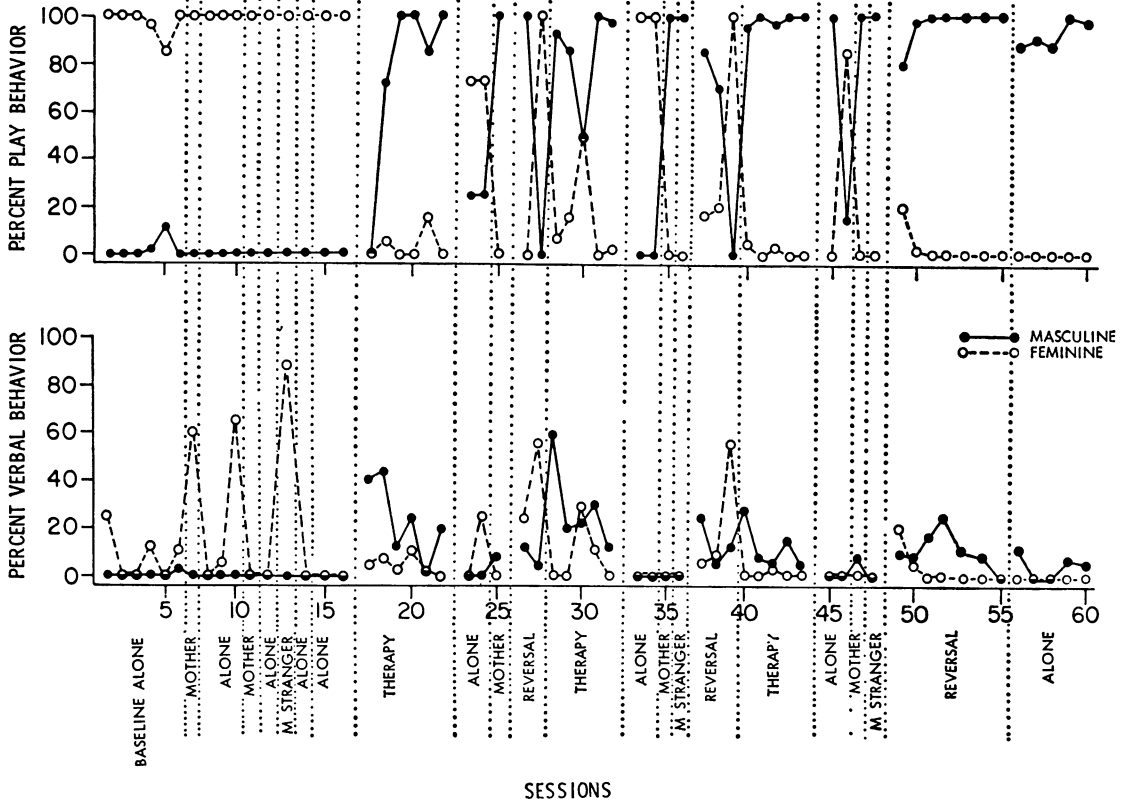 PERCENT PLAY BEHAVIOR
100
80
60
40
20
0
PERCENT VERBAL BEHAVIOR
100
80
60
40
20
0
MASCULINE
FEMININE
5 10 15 20 25 30 35 40 45 50 55 60
BASELINE ALONE
MOTHER
ALONE
MOTHER
ALONE
M STRANGER
ALONE
ALONE
THERAPY
ALONE
MOTHER
REVERSAL
THERAPY
ALONE
MOTHER
M STRANGER
REVERSAL
THERAPY
ALONE
MOTHER
M STRANGER
REVERSAL
ALONE
SESSIONS